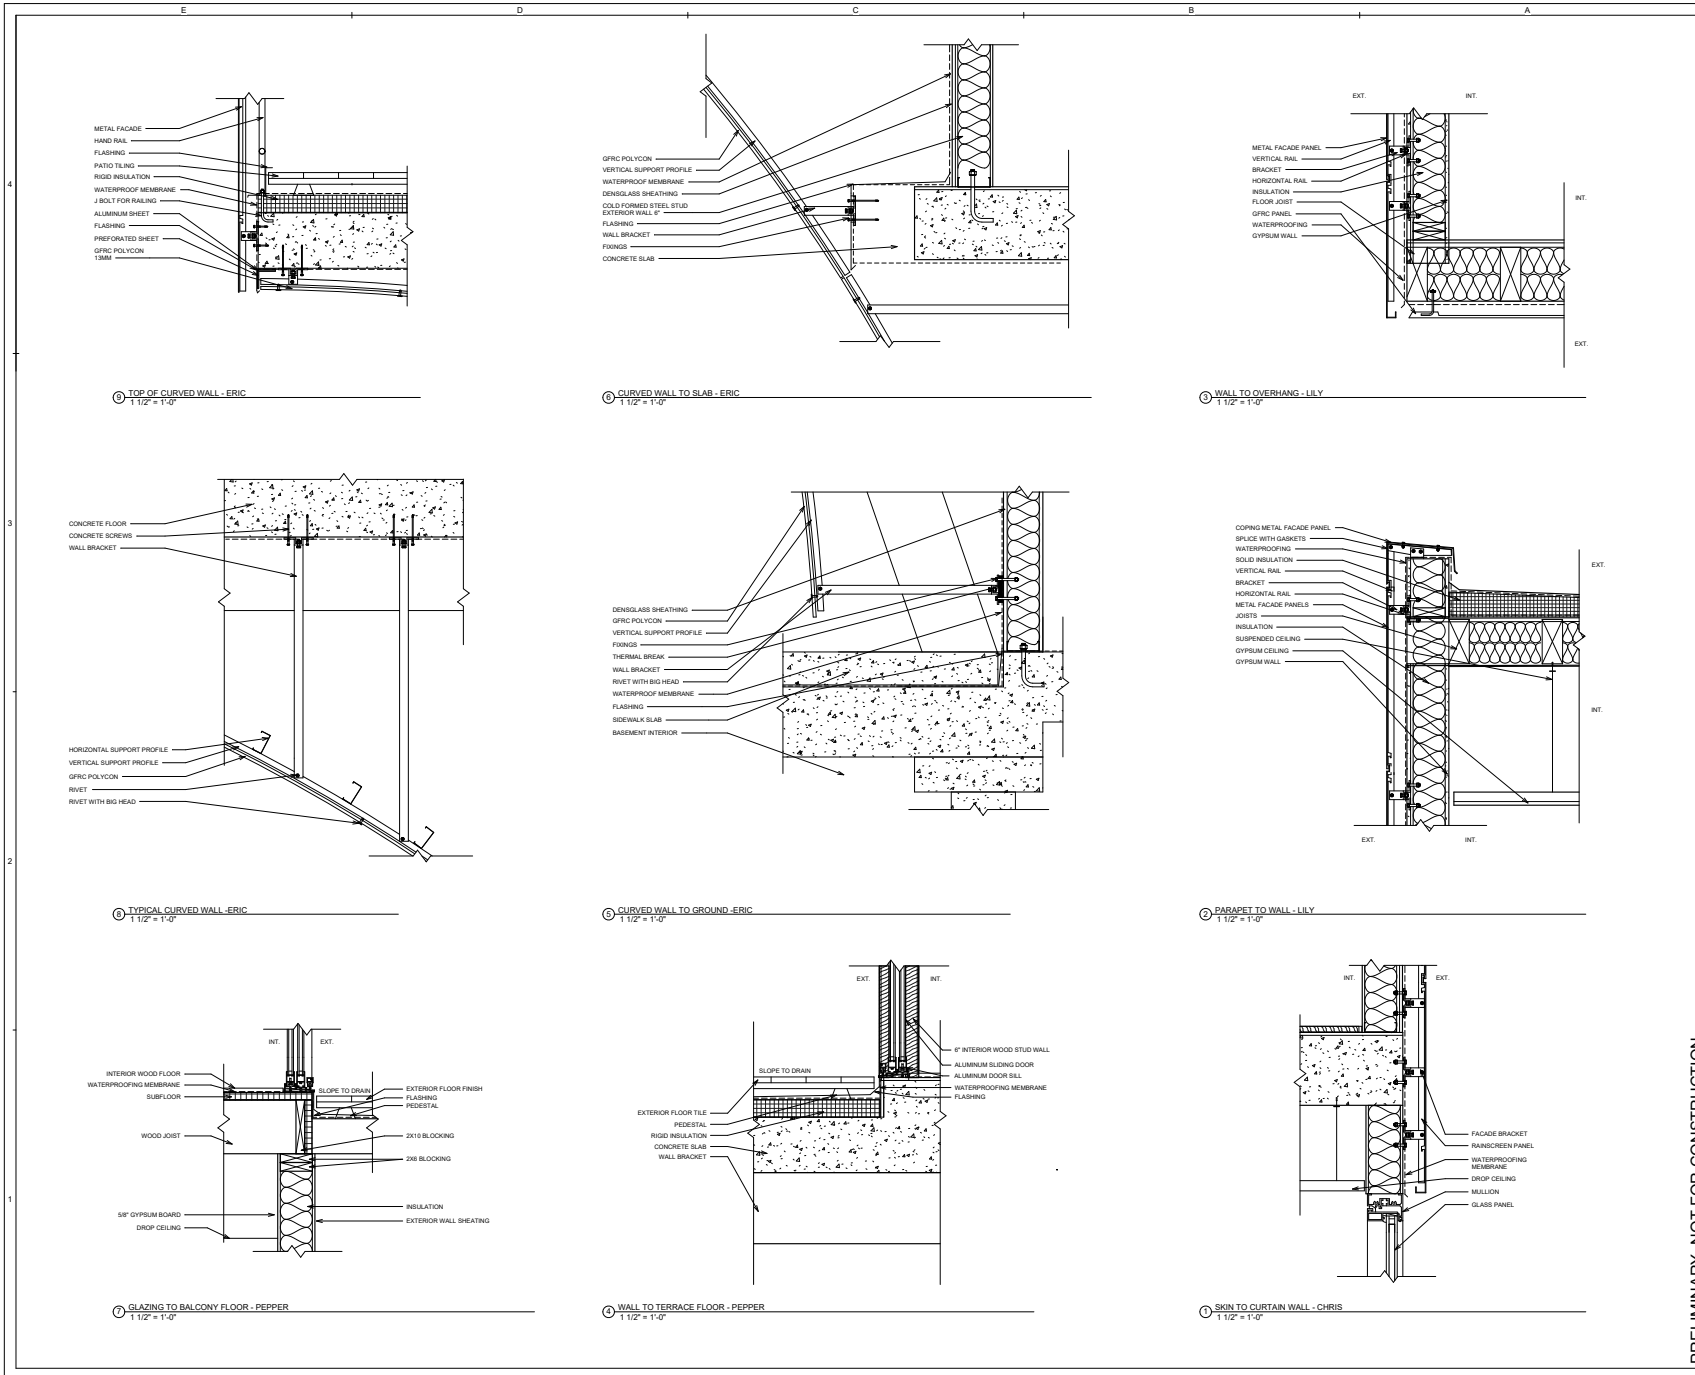 E
D
C
B
A
4
3
2
1
METAL FACADE
HAND RAIL
FLASHING
PATIO TILING
RIGID INSULATION
WATERPROOF MEMBRANE
J BOLT FOR RAILING
ALUMINUM SHEET
FLASHING
PREFORATED SHEET
GFRC POLYCON
13MM
9
TOP OF CURVED WALL - ERIC
1 1/2" = 1'-0"
GFRC POLYCON
VERTICAL SUPPORT PROFILE
WATERPROOF MEMBRANE
DENSGLASS SHEATHING
COLD FORMED STEEL STUD
EXTERIOR WALL 6"
FLASHING
WALL BRACKET
FIXINGS
CONCRETE SLAB
6
CURVED WALL TO SLAB - ERIC
1 1/2" = 1'-0"
EXT.
INT.
METAL FACADE PANEL
VERTICAL RAIL
BRACKET
HORIZONTAL RAIL
INSULATION
FLOOR JOIST
GFRC PANEL
WATERPROOFING
GYPSUM WALL
INT.
EXT.
3
WALL TO OVERHANG - LILY
1 1/2" = 1'-0"
CONCRETE FLOOR
CONCRETE SCREWS
WALL BRACKET
HORIZONTAL SUPPORT PROFILE
VERTICAL SUPPORT PROFILE
GFRC POLYCON
RIVET
RIVET WITH BIG HEAD
8
TYPICAL CURVED WALL -ERIC
1 1/2" = 1'-0"
DENSGLASS SHEATHING
GFRC POLYCON
VERTICAL SUPPORT PROFILE
FIXINGS
THERMAL BREAK
WALL BRACKET
RIVET WITH BIG HEAD
WATERPROOF MEMBRANE
FLASHING
SIDEWALK SLAB
BASEMENT INTERIOR
5
CURVED WALL TO GROUND -ERIC
1 1/2" = 1'-0"
COPING METAL FACADE PANEL
SPLICE WITH GASKETS
WATERPROOFING
SOLID INSULATION
VERTICAL RAIL
BRACKET
HORIZONTAL RAIL
METAL FACADE PANELS
JOISTS
INSULATION
SUSPENDED CEILING
GYPSUM CEILING
GYPSUM WALL
EXT.
INT.
EXT.
INT.
2
PARAPET TO WALL - LILY
1 1/2" = 1'-0"
INT.
EXT.
INTERIOR WOOD FLOOR
WATERPROOFING MEMBRANE
SUBFLOOR
WOOD JOIST
5/8" GYPSUM BOARD
DROP CEILING
SLOPE TO DRAIN
EXTERIOR FLOOR FINISH
FLASHING
PEDESTAL
2X10 BLOCKING
2X6 BLOCKING
INSULATION
EXTERIOR WALL SHEATING
7
GLAZING TO BALCONY FLOOR - PEPPER
1 1/2" = 1'-0"
EXT.
INT.
SLOPE TO DRAIN
EXTERIOR FLOOR TILE
PEDESTAL
RIGID INSULATION
CONCRETE SLAB
WALL BRACKET
6" INTERIOR WOOD STUD WALL
ALUMINUM SLIDING DOOR
ALUMINUM DOOR SILL
WATERPROOFING MEMBRANE
FLASHING
4
WALL TO TERRACE FLOOR - PEPPER
1 1/2" = 1'-0"
INT.
EXT.
FACADE BRACKET
RAINSCREEN PANEL
WATERPROOFING
MEMBRANE
DROP CEILING
MULLION
GLASS PANEL
1
SKIN TO CURTAIN WALL - CHRIS
1 1/2" = 1'-0"
PRELIMINARY- NOT FOR CONSTRUCTION